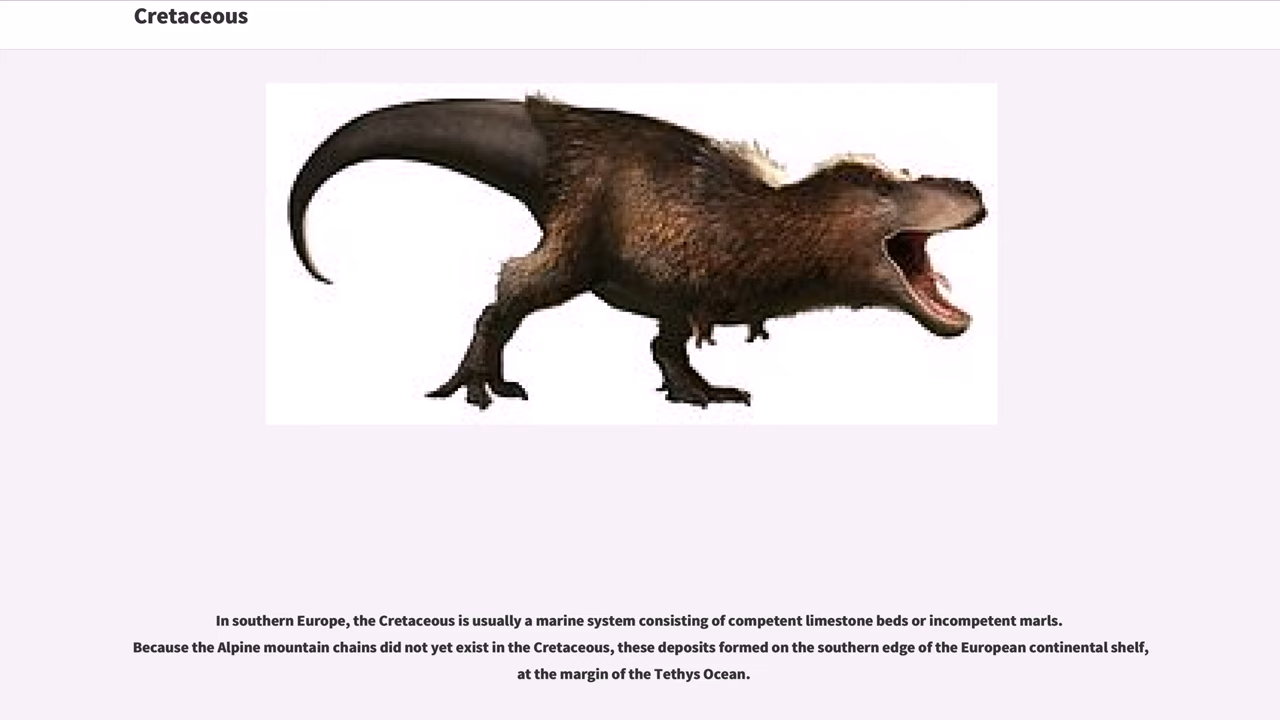 Cretaceous
In southern Europe, the Cretaceous is usually a marine system consisting of competent limestone beds or incompetent marls.
Because the Alpine mountain chains did not yet exist in the Cretaceous, these deposits formed on the southern edge of the European continental shelf,
at the margin of the Tethys Ocean.